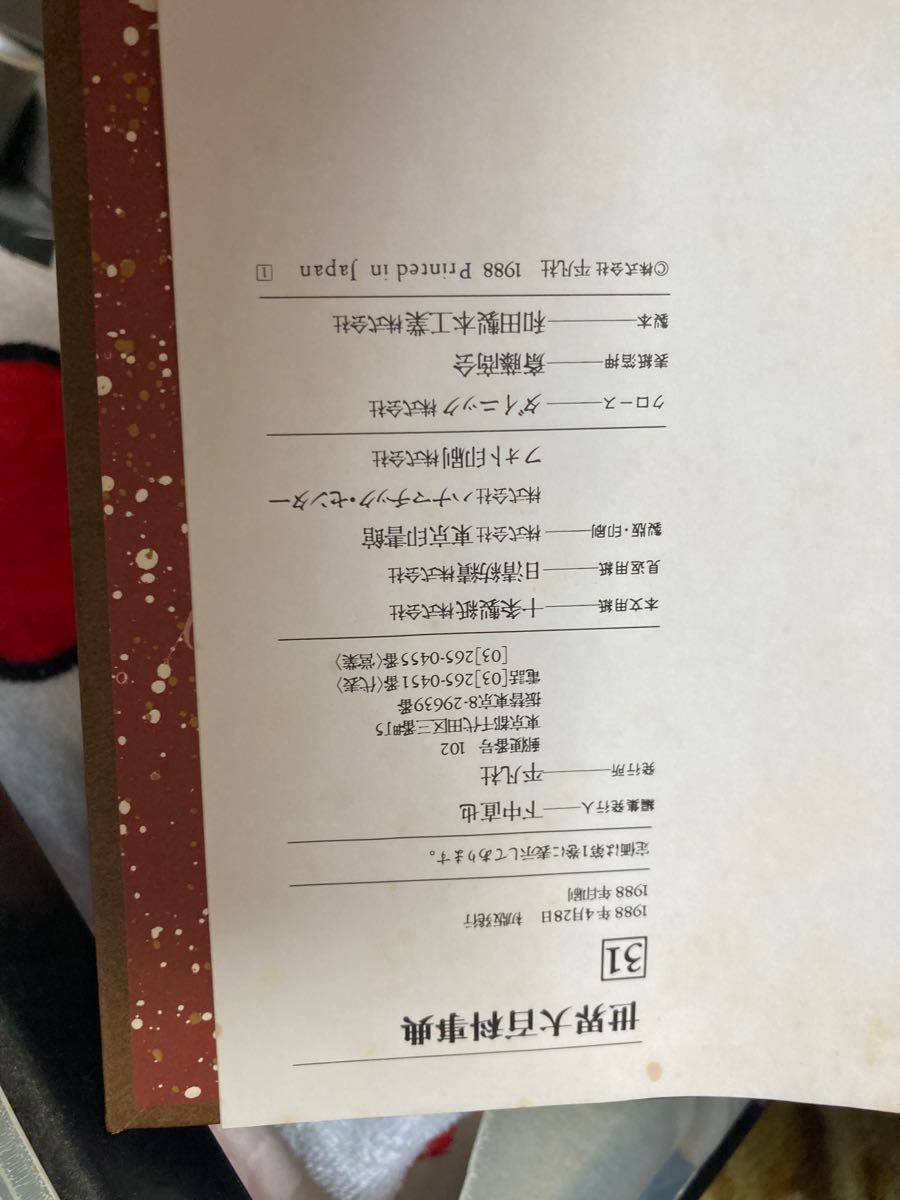 世界大百科事典
31
1988年4月28日 初版発行
1988年印刷
定価は第1巻に表示してあります。
編集発行人――下中直也
発行所――平凡社
郵便番号 102
東京都千代田区三番町5
振替東京8-29639番
電話[03]265-0451番〈代表〉
[03]265-0455番〈営業〉
本文用紙――十条製紙株式会社
見返用紙――日清紡績株式会社
製版・印刷――株式会社東京印書館
株式会社ハナマチック・センター
フォト印刷株式会社
クロース――ダイニック株式会社
表紙箔押――斎藤商会
製本――和田製本工業株式会社
©株式会社平凡社 1988 Printed in Japan 1